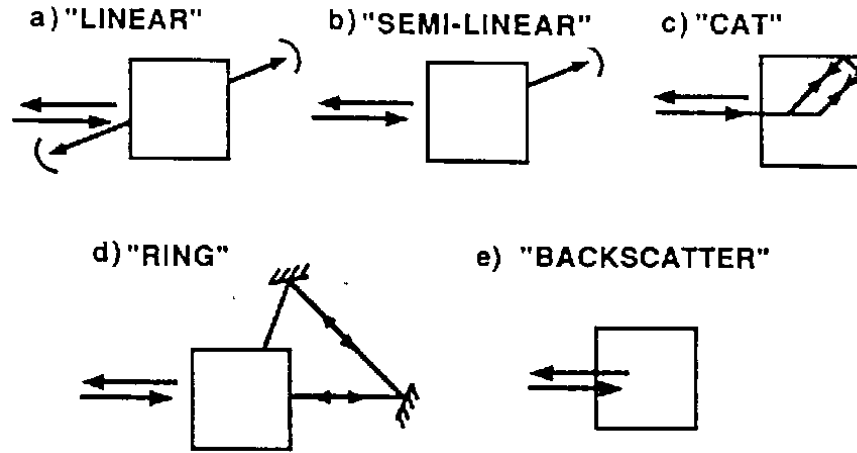 a) "LINEAR"
b) "SEMI-LINEAR"
c) "CAT"
d) "RING"
e) "BACKSCATTER"